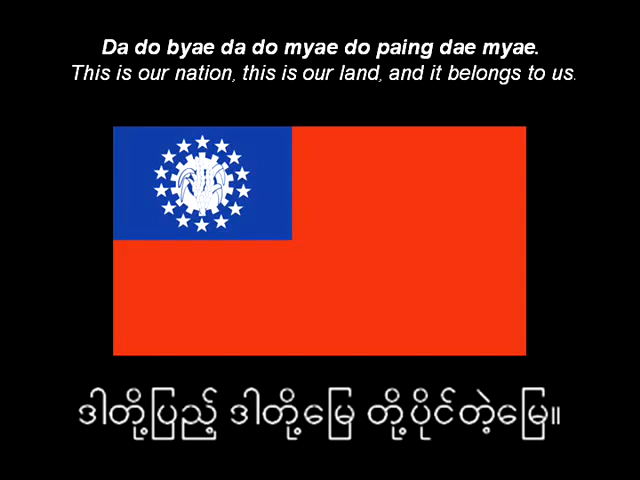 Da do byae da do myae do paing dae myae.
This is our nation, this is our land, and it belongs to us.
ဒါတို့ပြည့် ဒါတို့မြေ တို့ပိုင်တဲ့မြေ။